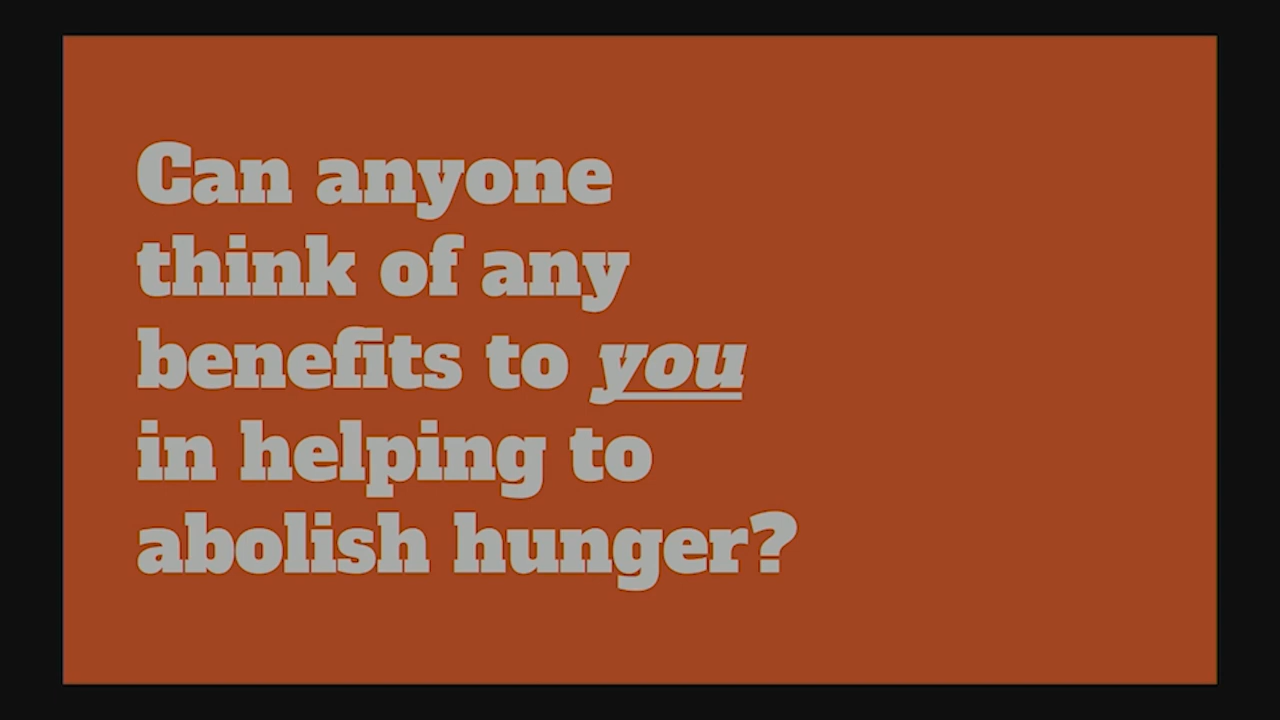 Can anyone
think of any
benefits to you
in helping to
abolish hunger?